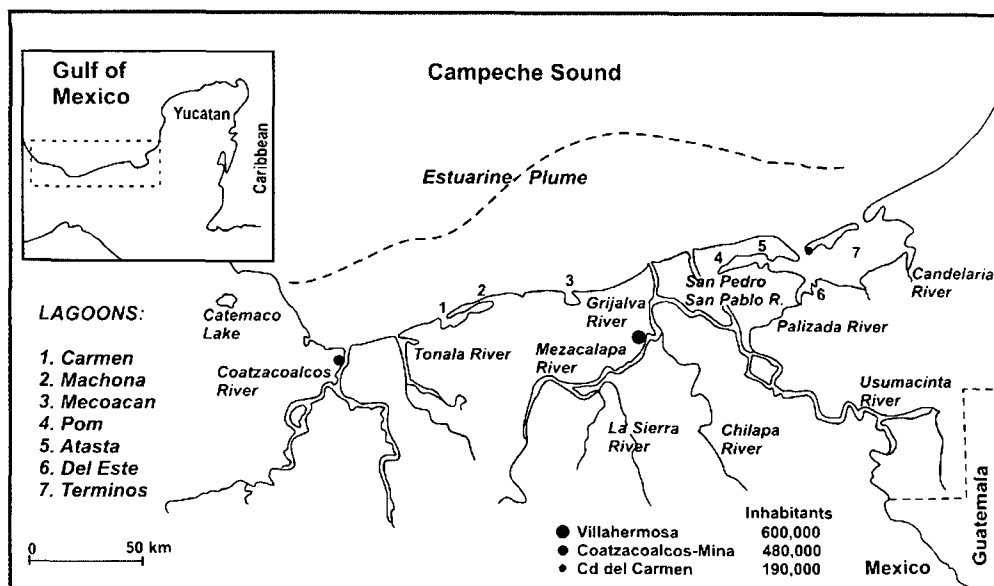 Gulf of
Mexico
Yucatan
Caribbean
Campeche Sound
Estuarine Plume
Catemaco
Lake
Coatzacoalcos
River
Tonala River
1
2
3
Grijalva
River
Mezacalapa
River
La Sierra
River
Chilapa
River
4
5
San Pedro
San Pablo R.
7
6
Candelaria
River
Palizada River
Usumacinta
River
Guatemala
Mexico
LAGOONS:
1. Carmen
2. Machona
3. Mecoacan
4. Pom
5. Atasta
6. Del Este
7. Terminos
0 50 km
Inhabitants
Villahermosa 600,000
Coatzacoalcos-Mina 480,000
Cd del Carmen 190,000